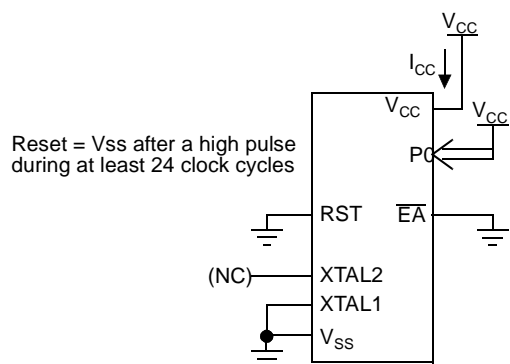 VCC
ICC
VCC
VCC
Reset = Vss after a high pulse
during at least 24 clock cycles
P0
RST
EA
(NC)
XTAL2
XTAL1
VSS